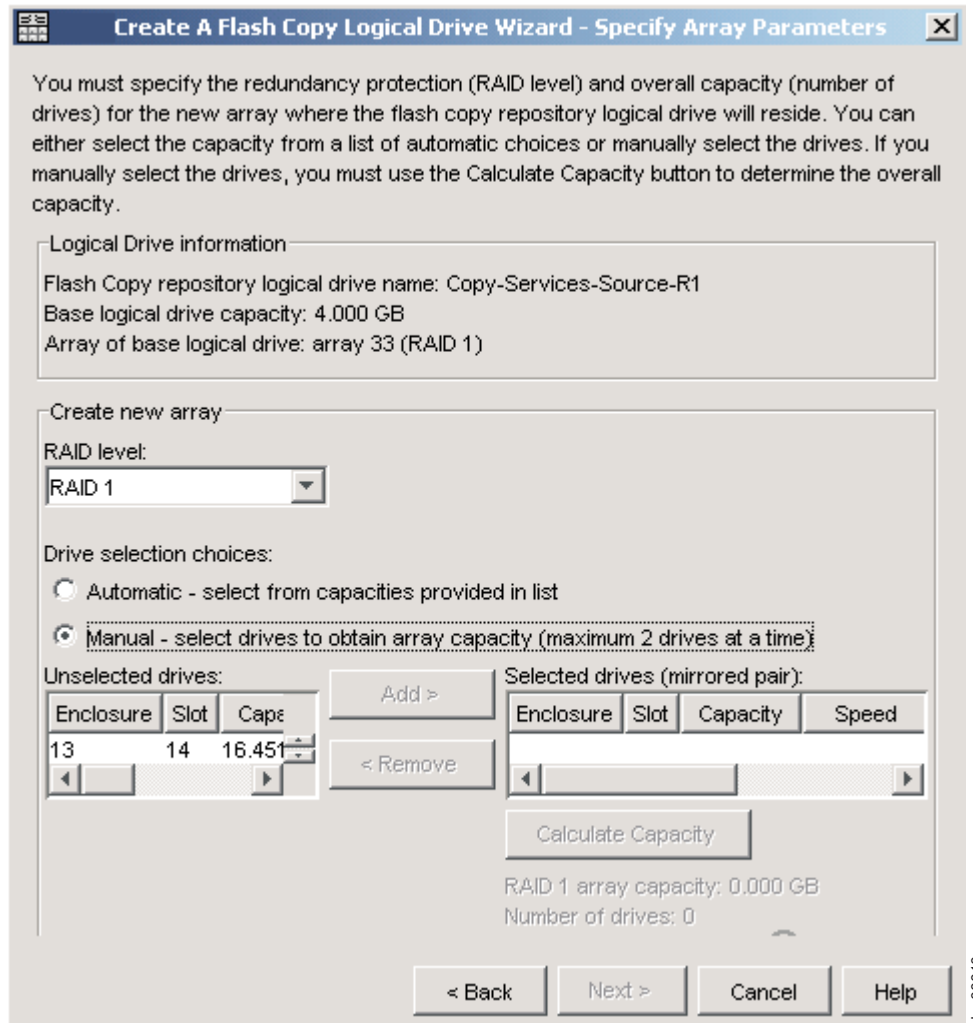 Create A Flash Copy Logical Drive Wizard - Specify Array Parameters
You must specify the redundancy protection (RAID level) and overall capacity (number of
drives) for the new array where the flash copy repository logical drive will reside. You can
either select the capacity from a list of automatic choices or manually select the drives. If you
manually select the drives, you must use the Calculate Capacity button to determine the overall
capacity.
Logical Drive information
Flash Copy repository logical drive name: Copy-Services-Source-R1
Base logical drive capacity: 4.000 GB
Array of base logical drive: array 33 (RAID 1)
Create new array
RAID level:
RAID 1
Drive selection choices:
Automatic - select from capacities provided in list
Manual - select drives to obtain array capacity (maximum 2 drives at a time)
Unselected drives:
Enclosure Slot Capa
13 14 16.451
Add >
< Remove
Selected drives (mirrored pair):
Enclosure Slot Capacity Speed
Calculate Capacity
RAID 1 array capacity: 0.000 GB
Number of drives: 0
< Back Next > Cancel Help